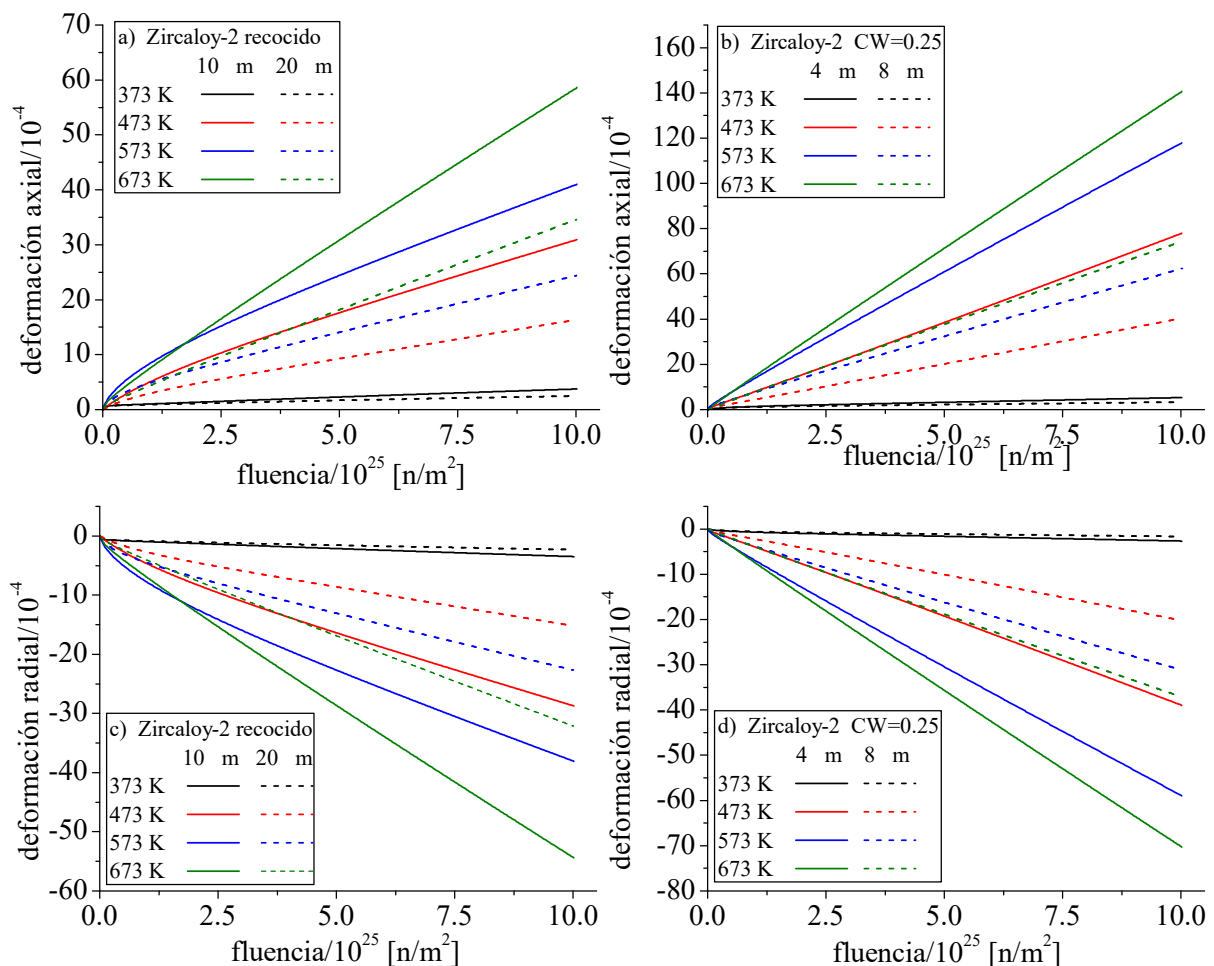 a) Zircaloy-2 recocido
10 m 20 m
373 K
473 K
573 K
673 K
70
60
50
40
30
20
10
0
deformación axial/10^-4
0.0 2.5 5.0 7.5 10.0
fluencia/10^25 [n/m^2]
b) Zircaloy-2 CW=0.25
4 m 8 m
373 K
473 K
573 K
673 K
160
140
120
100
80
60
40
20
0
deformación axial/10^-4
0.0 2.5 5.0 7.5 10.0
fluencia/10^25 [n/m^2]
0
-10
-20
-30
-40
-50
-60
deformación radial/10^-4
c) Zircaloy-2 recocido
10 m 20 m
373 K
473 K
573 K
673 K
0.0 2.5 5.0 7.5 10.0
fluencia/10^25 [n/m^2]
0
-10
-20
-30
-40
-50
-60
-70
-80
deformación radial/10^-4
d) Zircaloy-2 CW=0.25
4 m 8 m
373 K
473 K
573 K
673 K
0.0 2.5 5.0 7.5 10.0
fluencia/10^25 [n/m^2]